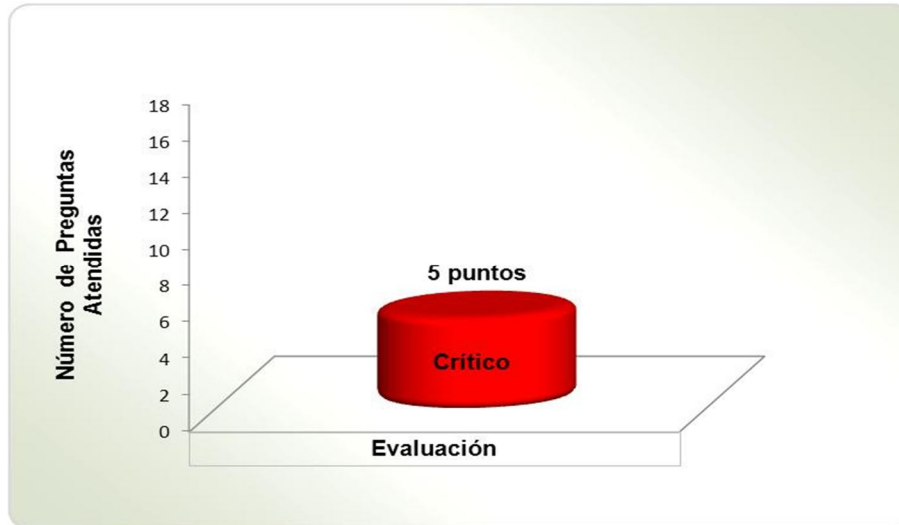 Número de Preguntas
Atendidas
18
16
14
12
10
8
6
4
2
0
5 puntos
Crítico
Evaluación